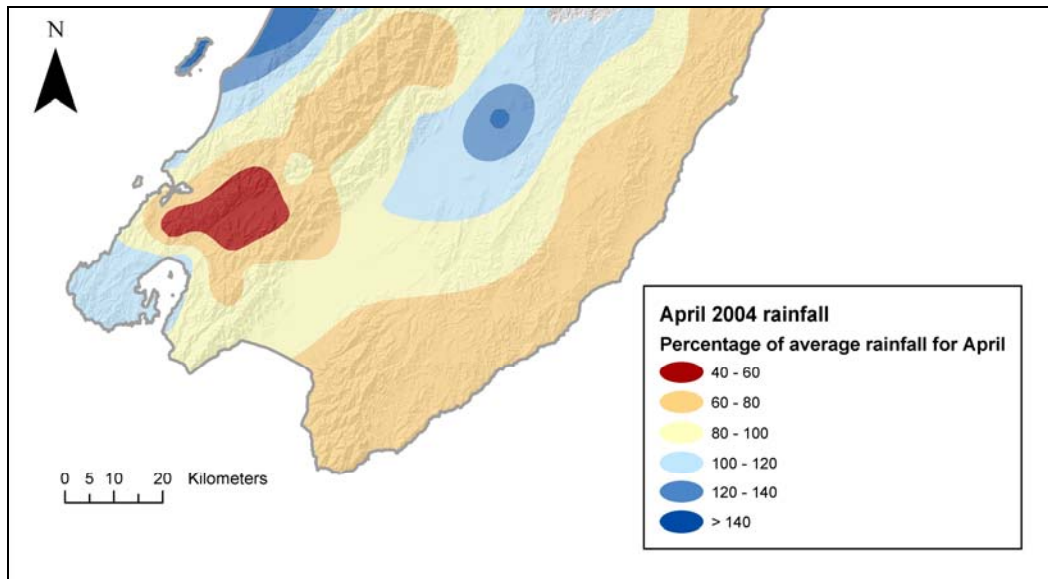 N
April 2004 rainfall
Percentage of average rainfall for April
40 - 60
60 - 80
80 - 100
100 - 120
120 - 140
> 140
0 5 10 20 Kilometers